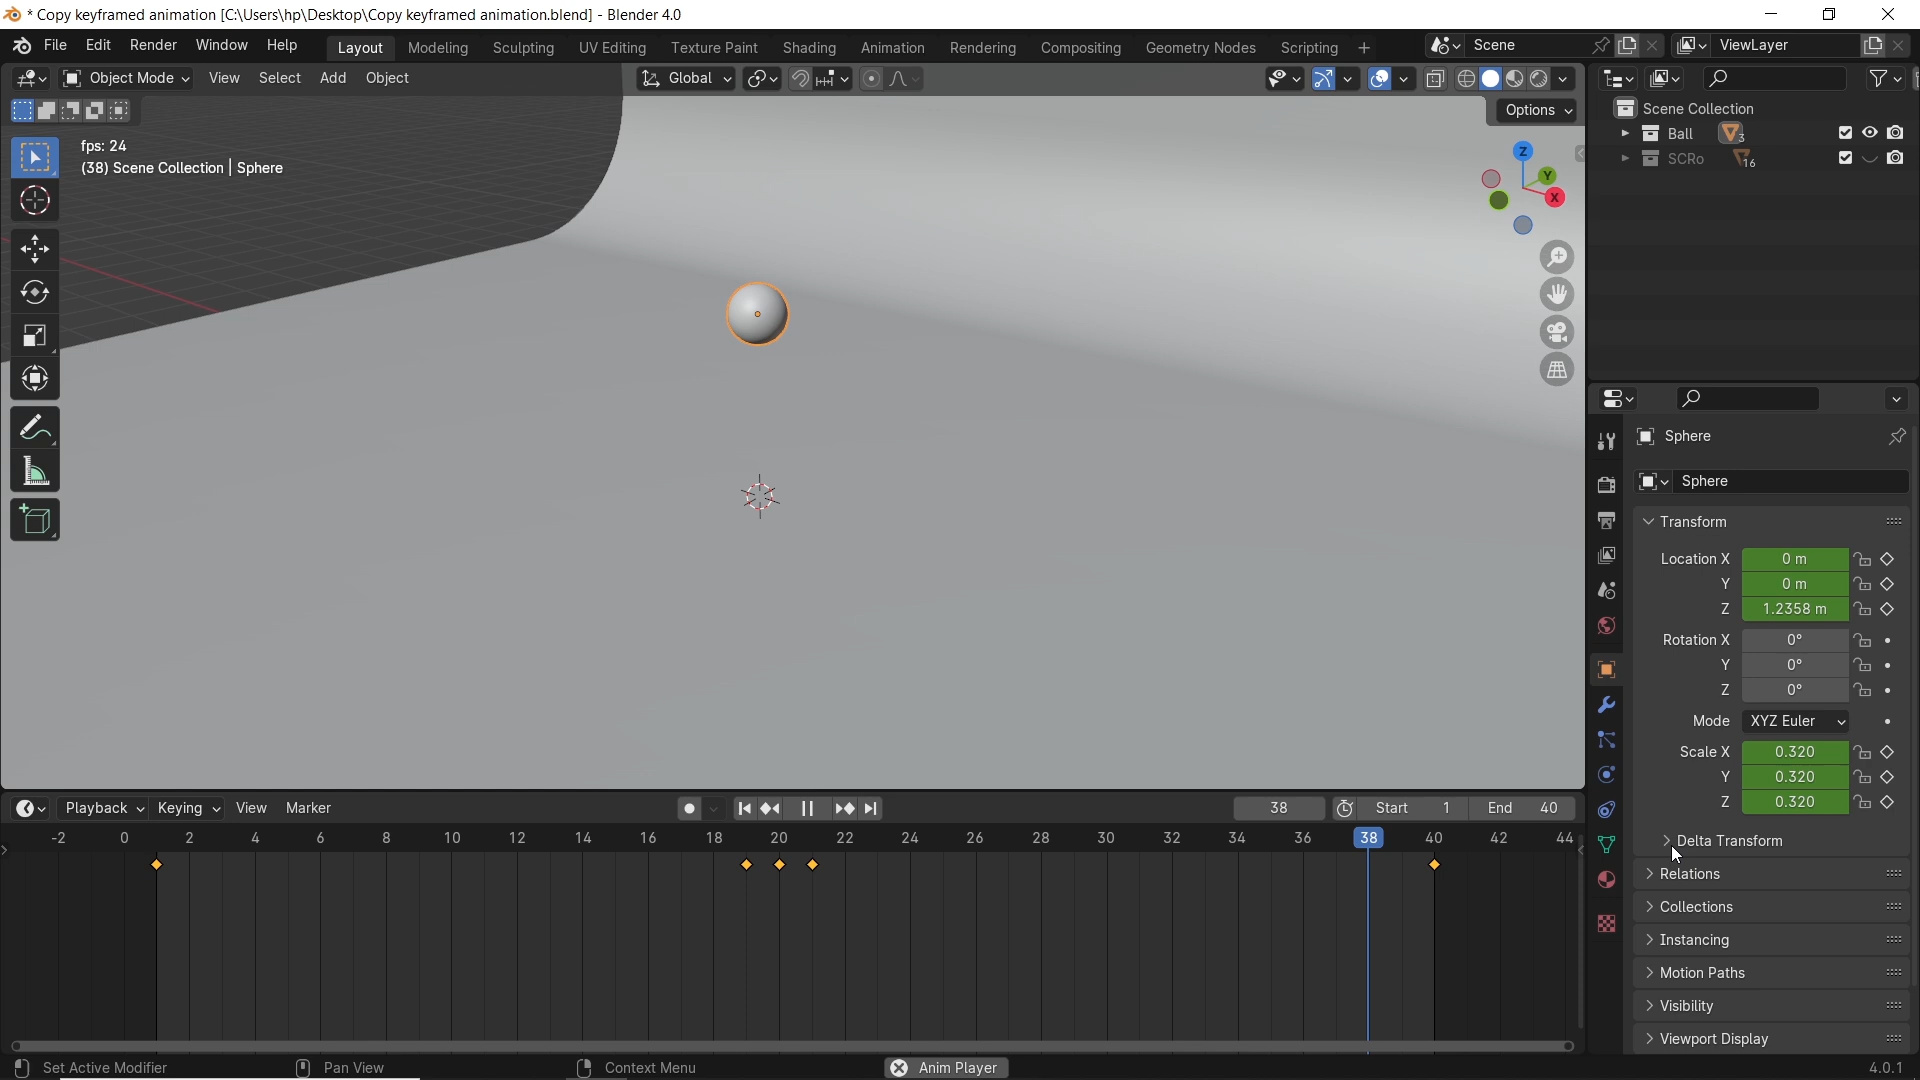 * Copy keyframed animation [C:\Users\hp\Desktop\Copy keyframed animation.blend] - Blender 4.0
File Edit Render Window Help Layout Modeling Sculpting UV Editing Texture Paint Shading Animation Rendering Compositing Geometry Nodes Scripting + Scene ViewLayer
Object Mode View Select Add Object Global
Options
fps: 24
(38) Scene Collection | Sphere
Z
Y
X
Scene Collection
Ball 3
SCRo 16
Sphere
Sphere
Transform
Location X 0 m
Y 0 m
Z 1.2358 m
Rotation X 0°
Y 0°
Z 0°
Mode XYZ Euler
Scale X 0.320
Y 0.320
Z 0.320
Delta Transform
Relations
Collections
Instancing
Motion Paths
Visibility
Viewport Display
Playback Keying View Marker 38 Start 1 End 40
-2 0 2 4 6 8 10 12 14 16 18 20 22 24 26 28 30 32 34 36 38 40 42 44
Set Active Modifier Pan View Context Menu Anim Player 4.0.1